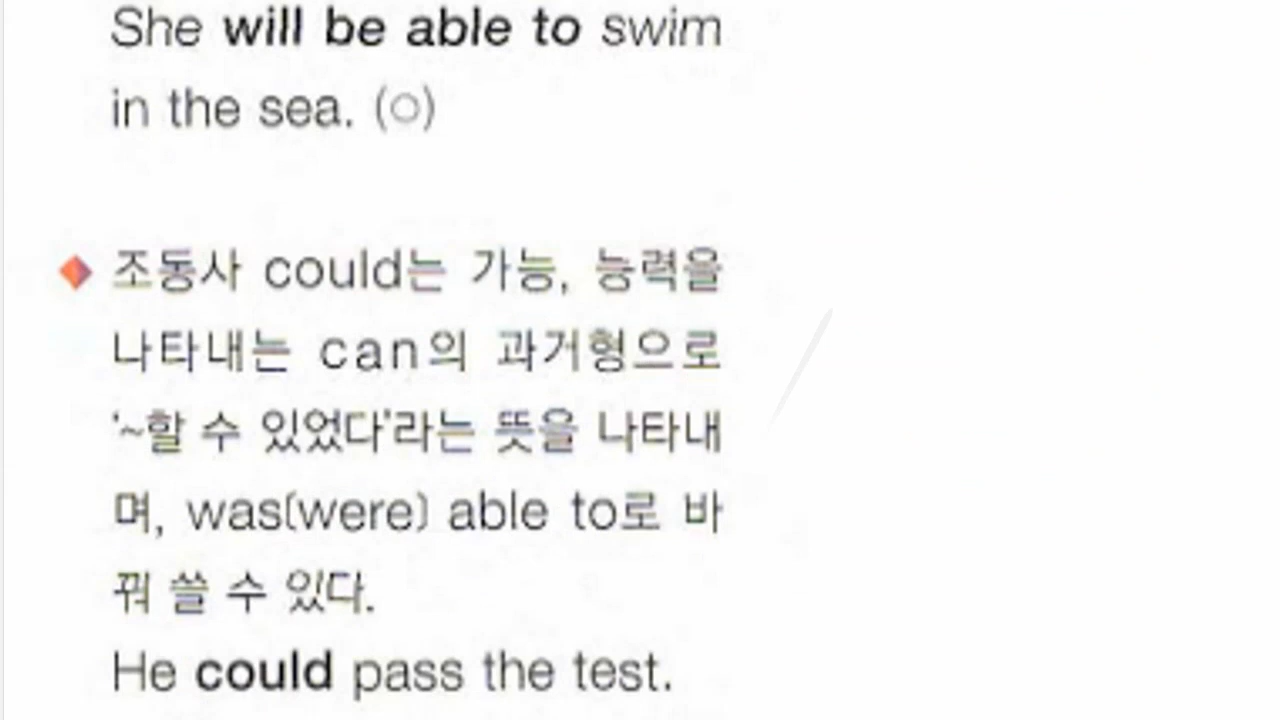 She will be able to swim
in the sea. (○)
조동사 could는 가능, 능력을
나타내는 can의 과거형으로
'~할 수 있었다'라는 뜻을 나타내
며, was(were) able to로 바
꿔 쓸 수 있다.
He could pass the test.